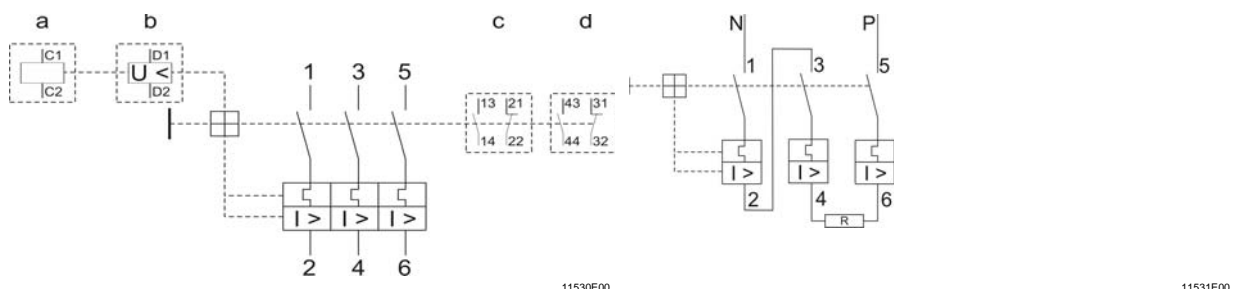 a b c d
C1 D1
U <
C2 D2
1 3 5
13 21 43 31
14 22 44 32
I > I > I >
2 4 6
11530E00
N P
1 3 5
I > I > I >
2 4 6
R
11531E00